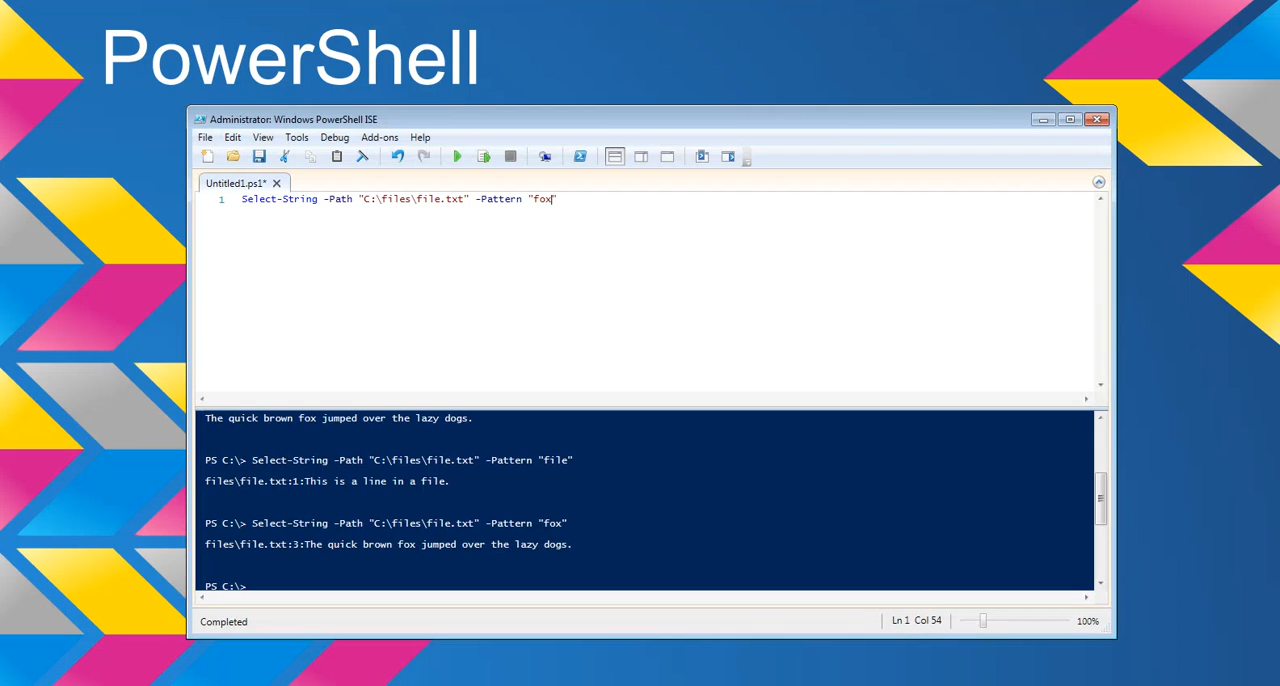 PowerShell
Administrator: Windows PowerShell ISE
File Edit View Tools Debug Add-ons Help
Untitled1.ps1*
1 Select-String -Path "C:\files\file.txt" -Pattern "fox"
The quick brown fox jumped over the lazy dogs.
PS C:\> Select-String -Path "C:\files\file.txt" -Pattern "file"
files\file.txt:1:This is a line in a file.
PS C:\> Select-String -Path "C:\files\file.txt" -Pattern "fox"
files\file.txt:3:The quick brown fox jumped over the lazy dogs.
PS C:\>
Completed Ln 1 Col 54 100%